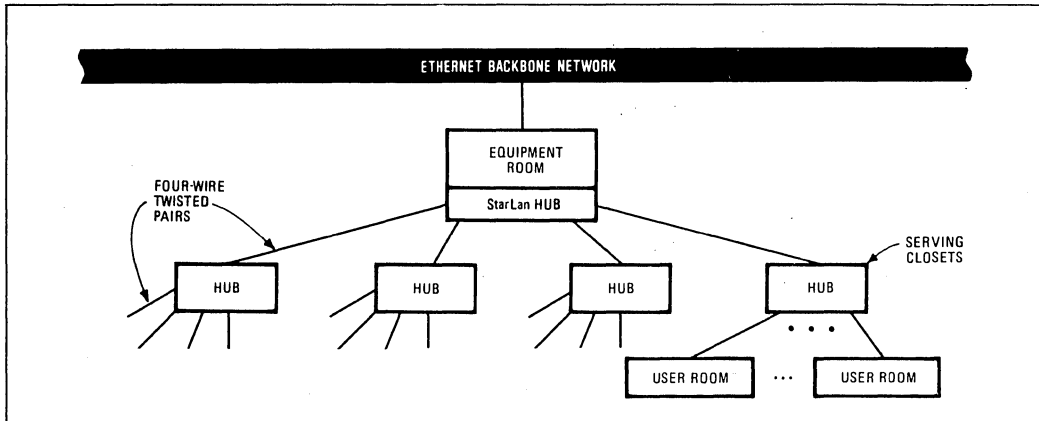 ETHERNET BACKBONE NETWORK
EQUIPMENT
ROOM
StarLan HUB
FOUR-WIRE
TWISTED
PAIRS
SERVING
CLOSETS
HUB
HUB
HUB
HUB
• • •
USER ROOM
...
USER ROOM